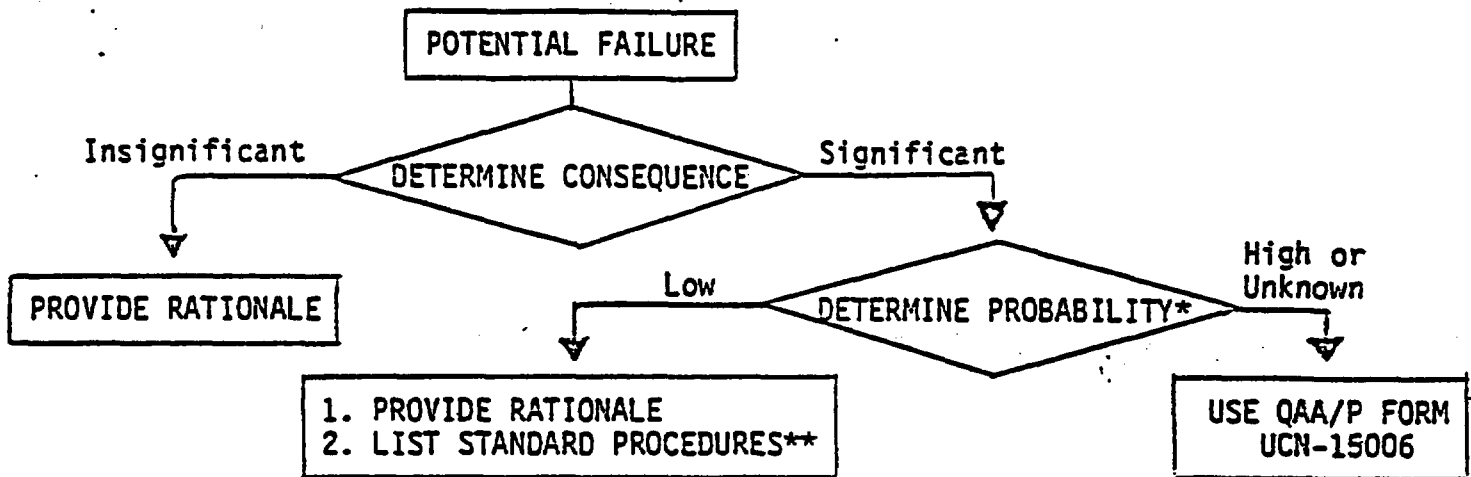 POTENTIAL FAILURE
Insignificant
DETERMINE CONSEQUENCE
Significant
PROVIDE RATIONALE
Low
DETERMINE PROBABILITY*
High or
Unknown
1. PROVIDE RATIONALE
2. LIST STANDARD PROCEDURES**
USE QAA/P FORM
UCN-15006